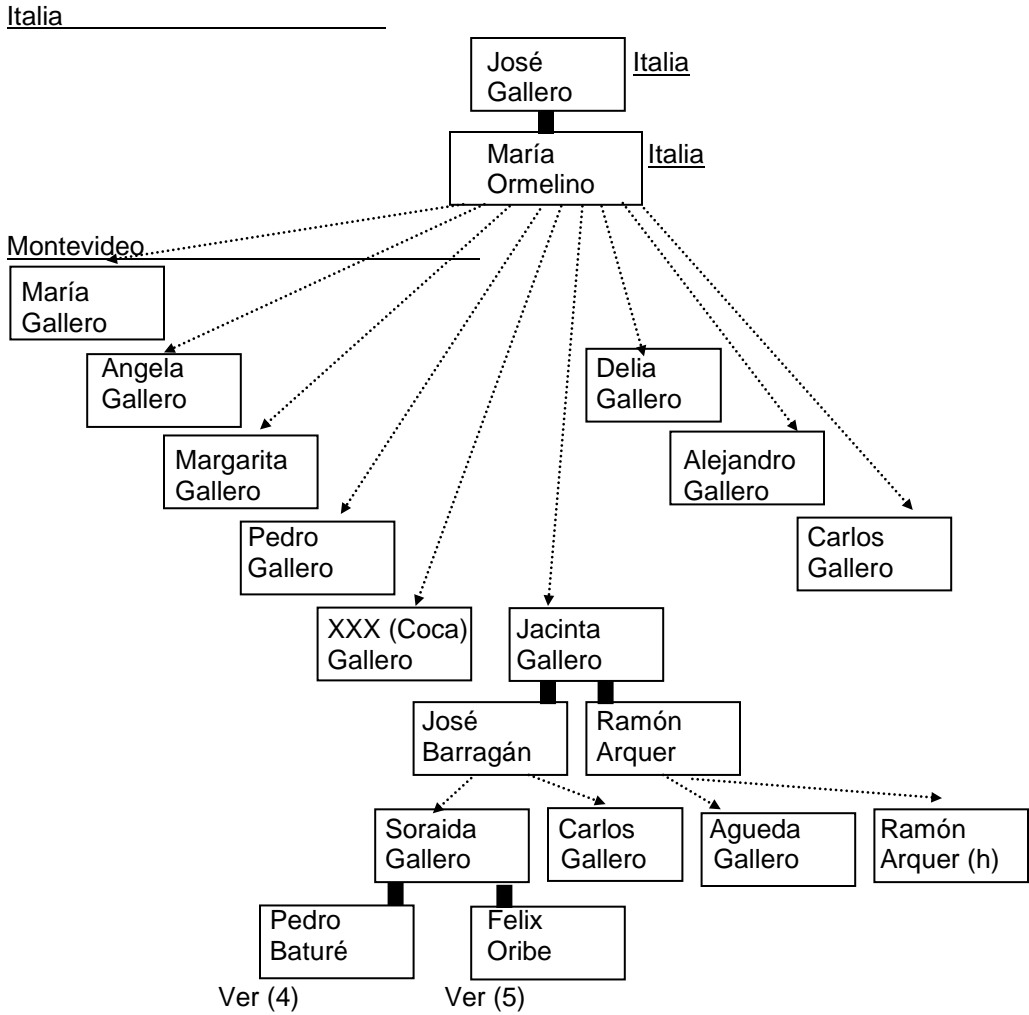 Italia
José
Gallero
Italia
María
Ormelino
Italia
Montevideo
María
Gallero
Angela
Gallero
Delia
Gallero
Margarita
Gallero
Alejandro
Gallero
Pedro
Gallero
Carlos
Gallero
XXX (Coca)
Gallero
Jacinta
Gallero
José
Barragán
Ramón
Arquer
Soraida
Gallero
Carlos
Gallero
Agueda
Gallero
Ramón
Arquer (h)
Pedro
Baturé
Felix
Oribe
Ver (4)
Ver (5)